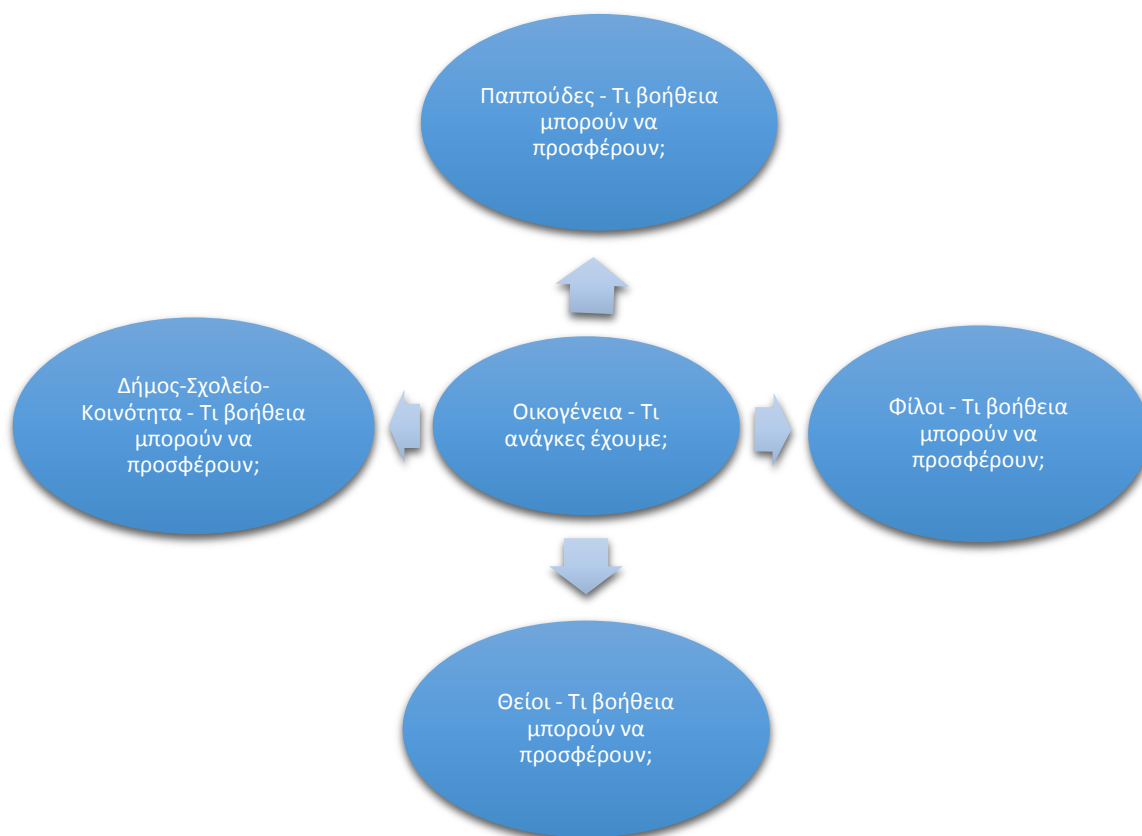 Παππούδες - Τι βοήθεια
μπορούν να
προσφέρουν;
Δήμος-Σχολείο-
Κοινότητα - Τι βοήθεια
μπορούν να
προσφέρουν;
Οικογένεια - Τι
ανάγκες έχουμε;
Φίλοι - Τι βοήθεια
μπορούν να
προσφέρουν;
Θείοι - Τι βοήθεια
μπορούν να
προσφέρουν;